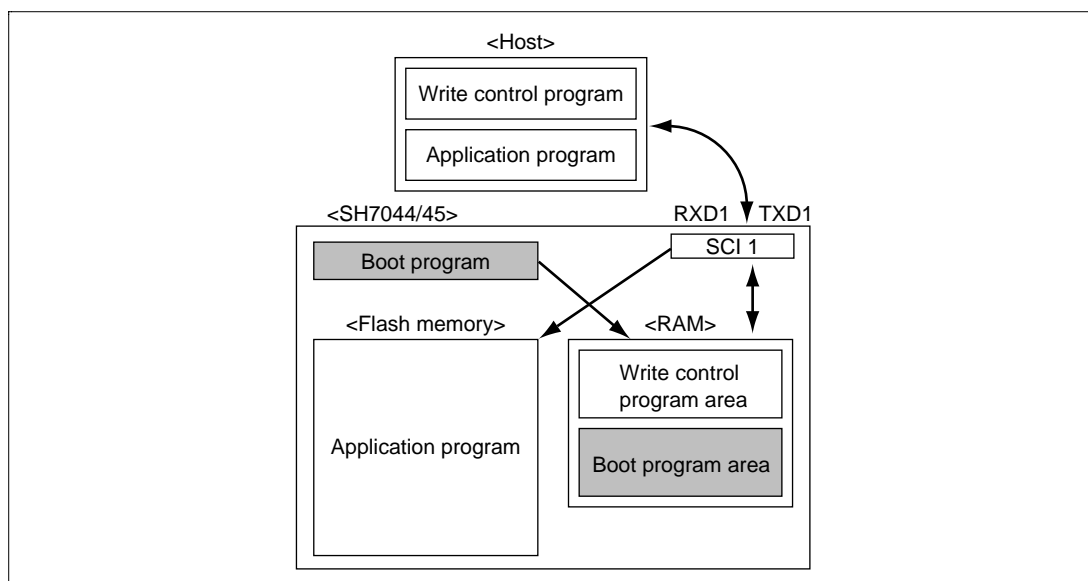 <Host>
Write control program
Application program
<SH7044/45>
RXD1
TXD1
SCI 1
Boot program
<Flash memory>
<RAM>
Write control
program area
Application program
Boot program area